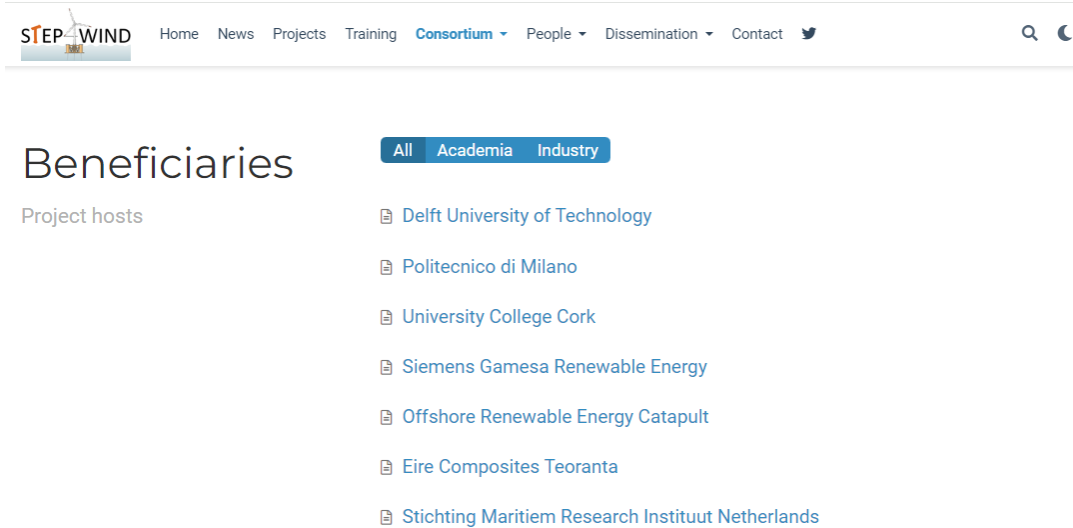 STEP4WIND Home News Projects Training Consortium People Dissemination Contact
Beneficiaries
Project hosts
All Academia Industry
Delft University of Technology
Politecnico di Milano
University College Cork
Siemens Gamesa Renewable Energy
Offshore Renewable Energy Catapult
Eire Composites Teoranta
Stichting Maritiem Research Instituut Netherlands